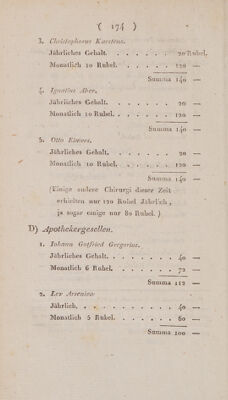 ( 174 )
3. Christophorus Karstens.
Jährliches Gehalt. . . . . . . 20 Rubel.
Monatlich 10 Rubel. . . . . . 120 —
Summa 140 —
4. Ignatius Aber.
Jährliches Gehalt. . . . . . . 20 —
Monatlich 10 Rubel. . . . . . 120 —
Summa 140 —
5. Otto Elvers.
Jährliches Gehalt. . . . . . . 20 —
Monatlich 10 Rubel. . . . . . 120 —
Summa 140 —
(Einige andere Chirurgi dieser Zeit
erhielten nur 120 Rubel Jährlich,
ja sogar einige nur 80 Rubel.)
D) Apothekergesellen.
1. Iohann Gotfried Gregorius.
Jährliches Gehalt. . . . . . . 40 —
Monatlich 6 Rubel. . . . . . 72 —
Summa 112 —
2. Lev Arseniew
Jährlich. . . . . . . . . . 40 —
Monatlich 5 Rubel. . . . . . 60 —
Summa 100 —